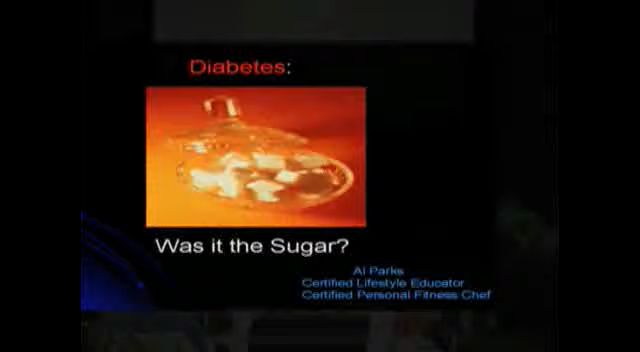 Diabetes:
Was it the Sugar?
Al Parks
Certified Lifestyle Educator
Certified Personal Fitness Chef